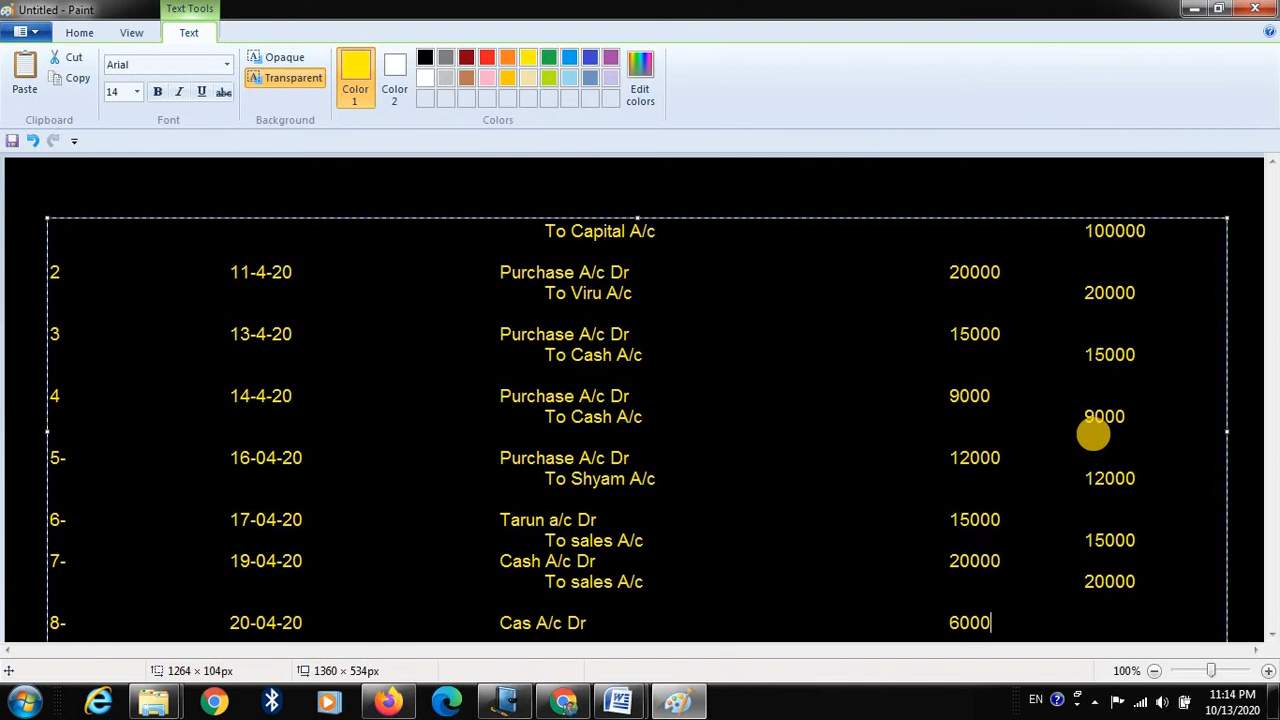 Untitled - Paint
Text Tools
Home View Text
Paste
Cut
Copy
Clipboard
Arial
14 B I U abc
Font
Opaque
Transparent
Background
Color 1
Color 2
Edit colors
Colors
To Capital A/c 100000
2 11-4-20 Purchase A/c Dr 20000
To Viru A/c 20000
3 13-4-20 Purchase A/c Dr 15000
To Cash A/c 15000
4 14-4-20 Purchase A/c Dr 9000
To Cash A/c 9000
5- 16-04-20 Purchase A/c Dr 12000
To Shyam A/c 12000
6- 17-04-20 Tarun a/c Dr 15000
To sales A/c 15000
7- 19-04-20 Cash A/c Dr 20000
To sales A/c 20000
8- 20-04-20 Cas A/c Dr 6000
1264 × 104px 1360 × 534px 100%
EN 11:14 PM
10/13/2020